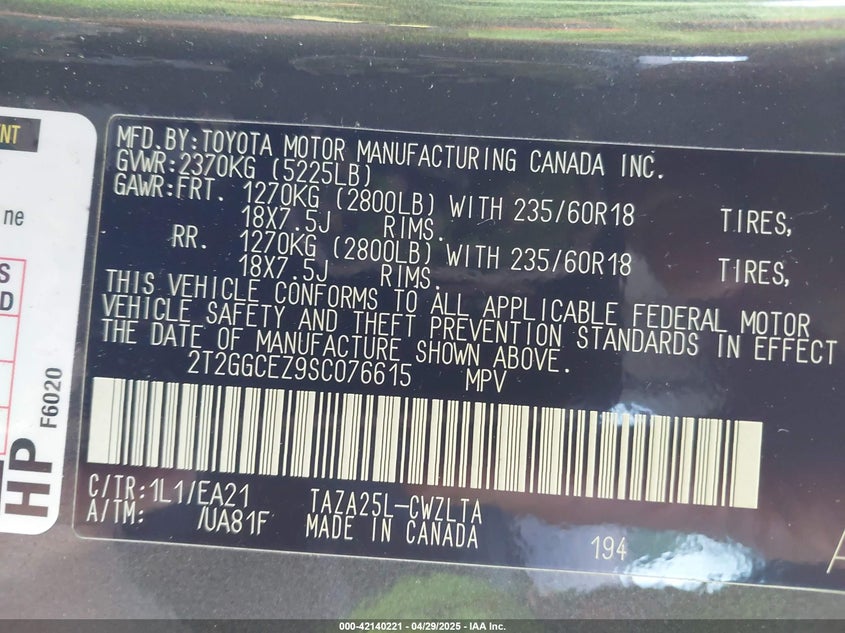 NT
ne
S
D
HP
F6020
MFD.BY:TOYOTA MOTOR MANUFACTURING CANADA INC.
GVWR:2370KG (5225LB)
GAWR:FRT. 1270KG (2800LB) WITH 235/60R18 TIRES,
18X7.5J RIMS.
RR. 1270KG (2800LB) WITH 235/60R18 TIRES,
18X7.5J RIMS.
THIS VEHICLE CONFORMS TO ALL APPLICABLE FEDERAL MOTOR
VEHICLE SAFETY AND THEFT PREVENTION STANDARDS IN EFFECT
THE DATE OF MANUFACTURE SHOWN ABOVE.
2T2GGCEZ9SC076615 MPV
C/TR:1L1/EA21 TAZA25L-CWZLTA
A/TM: /UA81F MADE IN CANADA 194
A
000-42140221 - 04/29/2025 - IAA Inc.